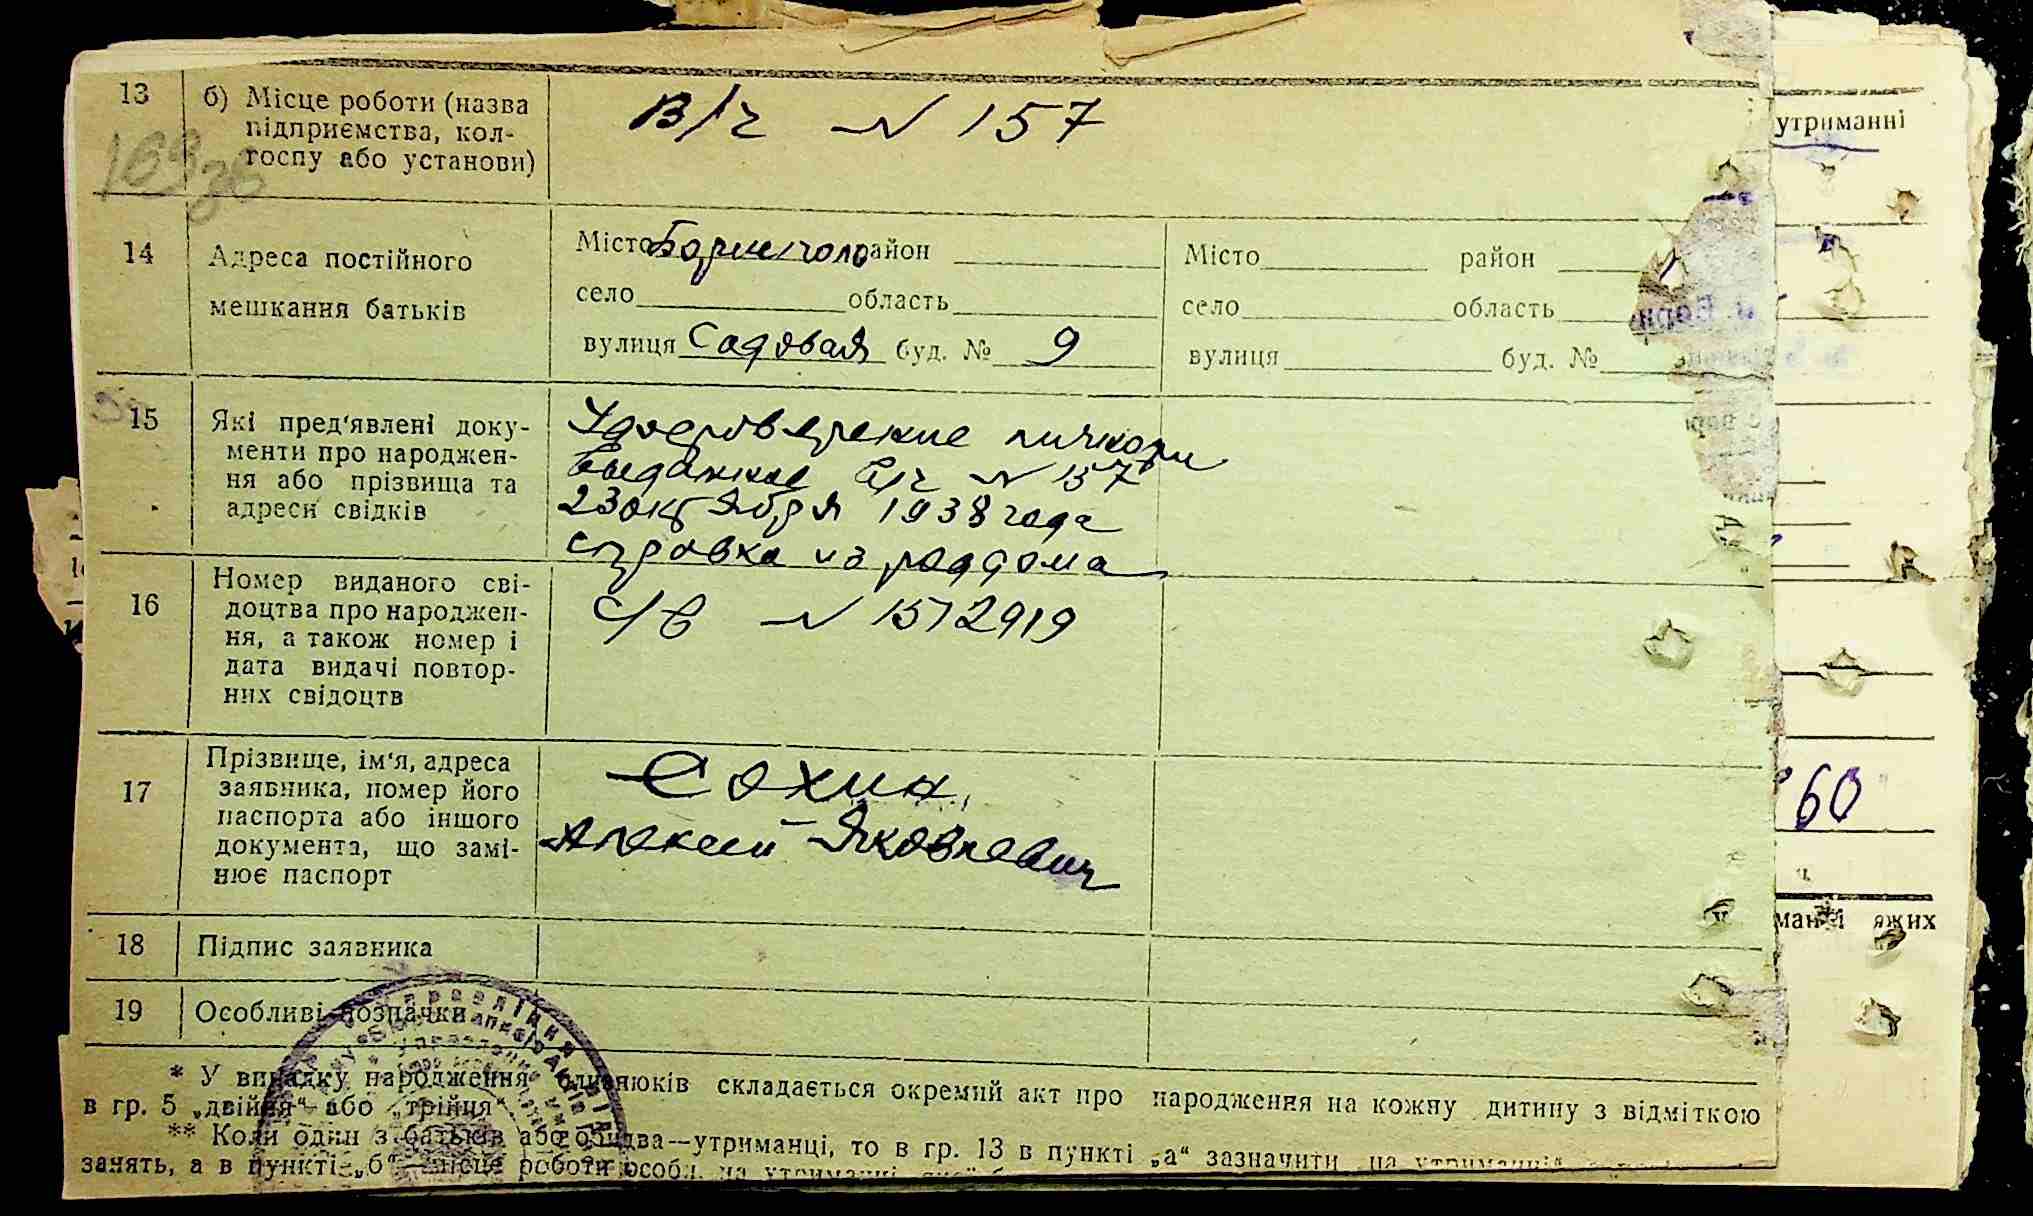 13 б) Місце роботи (назва
підприємства, кол-
госпу або установи)
В/ч N 157
утриманні
14 Адреса постійного
мешкання батьків
Місто Борисполь район
село область
вулиця Садовая буд. № 9
Місто район
село область
вулиця буд. №
15 Які пред'явлені доку-
менти про народжен-
ня або прізвища та
адреси свідків
Удостоверение личности
выданное в/ч N 157
23 октября 1938 года
справка из роддома
16 Номер виданого сві-
доцтва про народжен-
ня, а також номер і
дата видачі повтор-
них свідоцтв
С/в N 1572919
17 Прізвище, ім'я, адреса
заявника, номер його
паспорта або іншого
документа, що замі-
нює паспорт
Сохин
Алексей Яковлевич
60
18 Підпис заявника
19 Особливі позначки
* У випадку народження близнюків складається окремий акт про народження на кожну дитину з відміткою
в гр. 5 „двійня“ або „трійня“
** Коли один з батьків або обидва—утриманці, то в гр. 13 в пункті „а“ зазначити на утриманні
занять, а в пункті „б“ — місце роботи особи, на утриманні якої